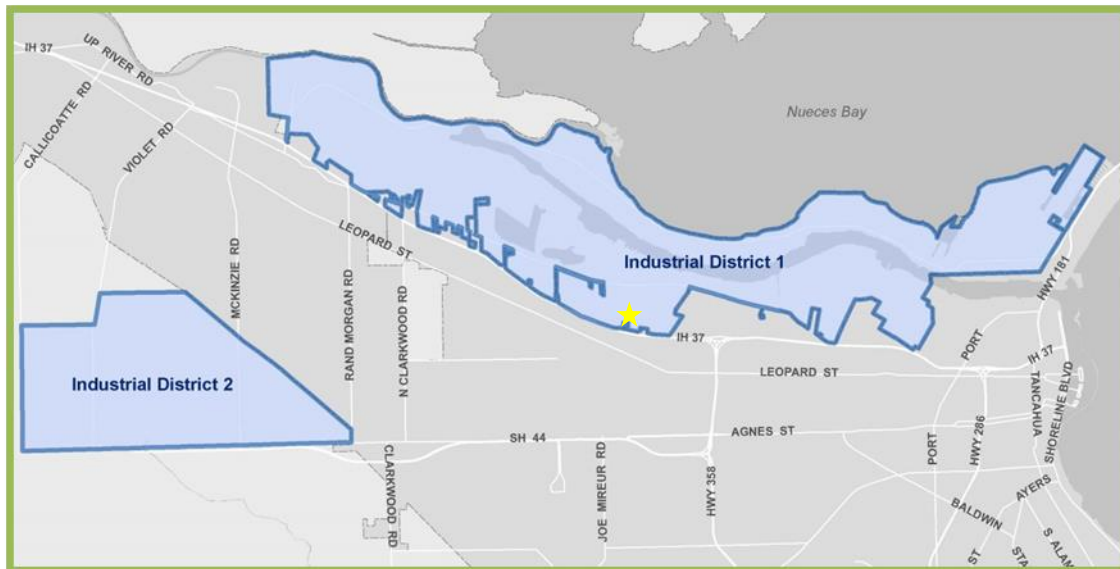 IH 37
UP RIVER RD
CALLICOATTE RD
VIOLET RD
Nueces Bay
MCKINZIE RD
LEOPARD ST
RAND MORGAN RD
N CLARKWOOD RD
Industrial District 1
HWY 181
IH 37
PORT
IH 37
LEOPARD ST
TANCAHUA
SHORELINE BLVD
Industrial District 2
SH 44
AGNES ST
CLARKWOOD RD
JOE MIREUR RD
HWY 358
PORT
HWY 286
BALDWIN
AYERS
ST
STA
S ALAM